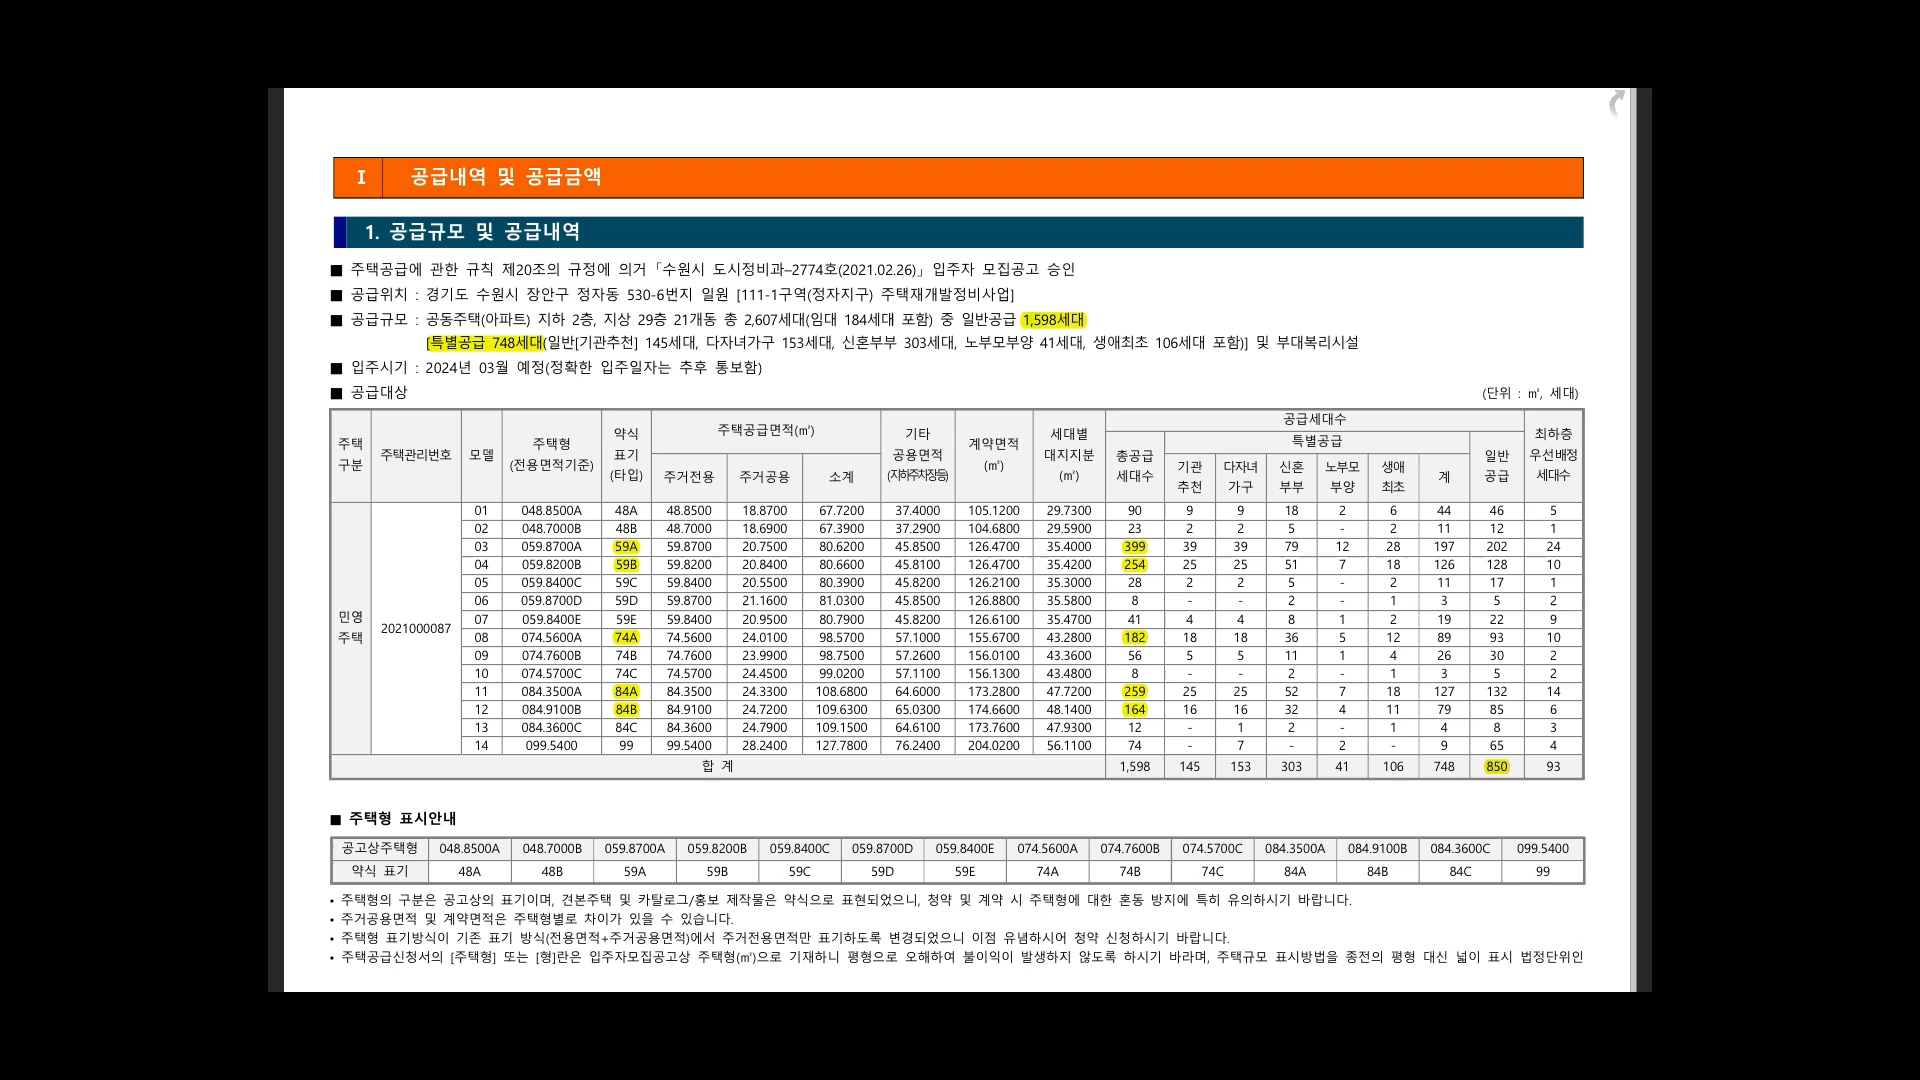 I 공급내역 및 공급금액
1. 공급규모 및 공급내역
■ 주택공급에 관한 규칙 제20조의 규정에 의거「수원시 도시정비과–2774호(2021.02.26)」입주자 모집공고 승인
■ 공급위치 : 경기도 수원시 장안구 정자동 530-6번지 일원 [111-1구역(정자지구) 주택재개발정비사업]
■ 공급규모 : 공동주택(아파트) 지하 2층, 지상 29층 21개동 총 2,607세대(임대 184세대 포함) 중 일반공급 1,598세대
[특별공급 748세대(일반[기관추천] 145세대, 다자녀가구 153세대, 신혼부부 303세대, 노부모부양 41세대, 생애최초 106세대 포함)] 및 부대복리시설
■ 입주시기 : 2024년 03월 예정(정확한 입주일자는 추후 통보함)
■ 공급대상 (단위 : ㎡, 세대)
주택구분 주택관리번호 모델 주택형(전용면적기준) 약식표기(타입) 주택공급면적(㎡) 기타공용면적(지하주차장등) 계약면적(㎡) 세대별대지지분(㎡) 공급세대수 최하층우선배정세대수
주거전용 주거공용 소계 총공급세대수 특별공급 일반공급
기관추천 다자녀가구 신혼부부 노부모부양 생애최초 계
민영주택 2021000087
01 048.8500A 48A 48.8500 18.8700 67.7200 37.4000 105.1200 29.7300 90 9 9 18 2 6 44 46 5
02 048.7000B 48B 48.7000 18.6900 67.3900 37.2900 104.6800 29.5900 23 2 2 5 - 2 11 12 1
03 059.8700A 59A 59.8700 20.7500 80.6200 45.8500 126.4700 35.4000 399 39 39 79 12 28 197 202 24
04 059.8200B 59B 59.8200 20.8400 80.6600 45.8100 126.4700 35.4200 254 25 25 51 7 18 126 128 10
05 059.8400C 59C 59.8400 20.5500 80.3900 45.8200 126.2100 35.3000 28 2 2 5 - 2 11 17 1
06 059.8700D 59D 59.8700 21.1600 81.0300 45.8500 126.8800 35.5800 8 - - 2 - 1 3 5 2
07 059.8400E 59E 59.8400 20.9500 80.7900 45.8200 126.6100 35.4700 41 4 4 8 1 2 19 22 9
08 074.5600A 74A 74.5600 24.0100 98.5700 57.1000 155.6700 43.2800 182 18 18 36 5 12 89 93 10
09 074.7600B 74B 74.7600 23.9900 98.7500 57.2600 156.0100 43.3600 56 5 5 11 1 4 26 30 2
10 074.5700C 74C 74.5700 24.4500 99.0200 57.1100 156.1300 43.4800 8 - - 2 - 1 3 5 2
11 084.3500A 84A 84.3500 24.3300 108.6800 64.6000 173.2800 47.7200 259 25 25 52 7 18 127 132 14
12 084.9100B 84B 84.9100 24.7200 109.6300 65.0300 174.6600 48.1400 164 16 16 32 4 11 79 85 6
13 084.3600C 84C 84.3600 24.7900 109.1500 64.6100 173.7600 47.9300 12 - 1 2 - 1 4 8 3
14 099.5400 99 99.5400 28.2400 127.7800 76.2400 204.0200 56.1100 74 - 7 - 2 - 9 65 4
합 계 1,598 145 153 303 41 106 748 850 93
■ 주택형 표시안내
공고상주택형 048.8500A 048.7000B 059.8700A 059.8200B 059.8400C 059.8700D 059.8400E 074.5600A 074.7600B 074.5700C 084.3500A 084.9100B 084.3600C 099.5400
약식 표기 48A 48B 59A 59B 59C 59D 59E 74A 74B 74C 84A 84B 84C 99
• 주택형의 구분은 공고상의 표기이며, 견본주택 및 카탈로그/홍보 제작물은 약식으로 표현되었으니, 청약 및 계약 시 주택형에 대한 혼동 방지에 특히 유의하시기 바랍니다.
• 주거공용면적 및 계약면적은 주택형별로 차이가 있을 수 있습니다.
• 주택형 표기방식이 기존 표기 방식(전용면적+주거공용면적)에서 주거전용면적만 표기하도록 변경되었으니 이점 유념하시어 청약 신청하시기 바랍니다.
• 주택공급신청서의 [주택형] 또는 [형]란은 입주자모집공고상 주택형(㎡)으로 기재하니 평형으로 오해하여 불이익이 발생하지 않도록 하시기 바라며, 주택규모 표시방법을 종전의 평형 대신 넓이 표시 법정단위인